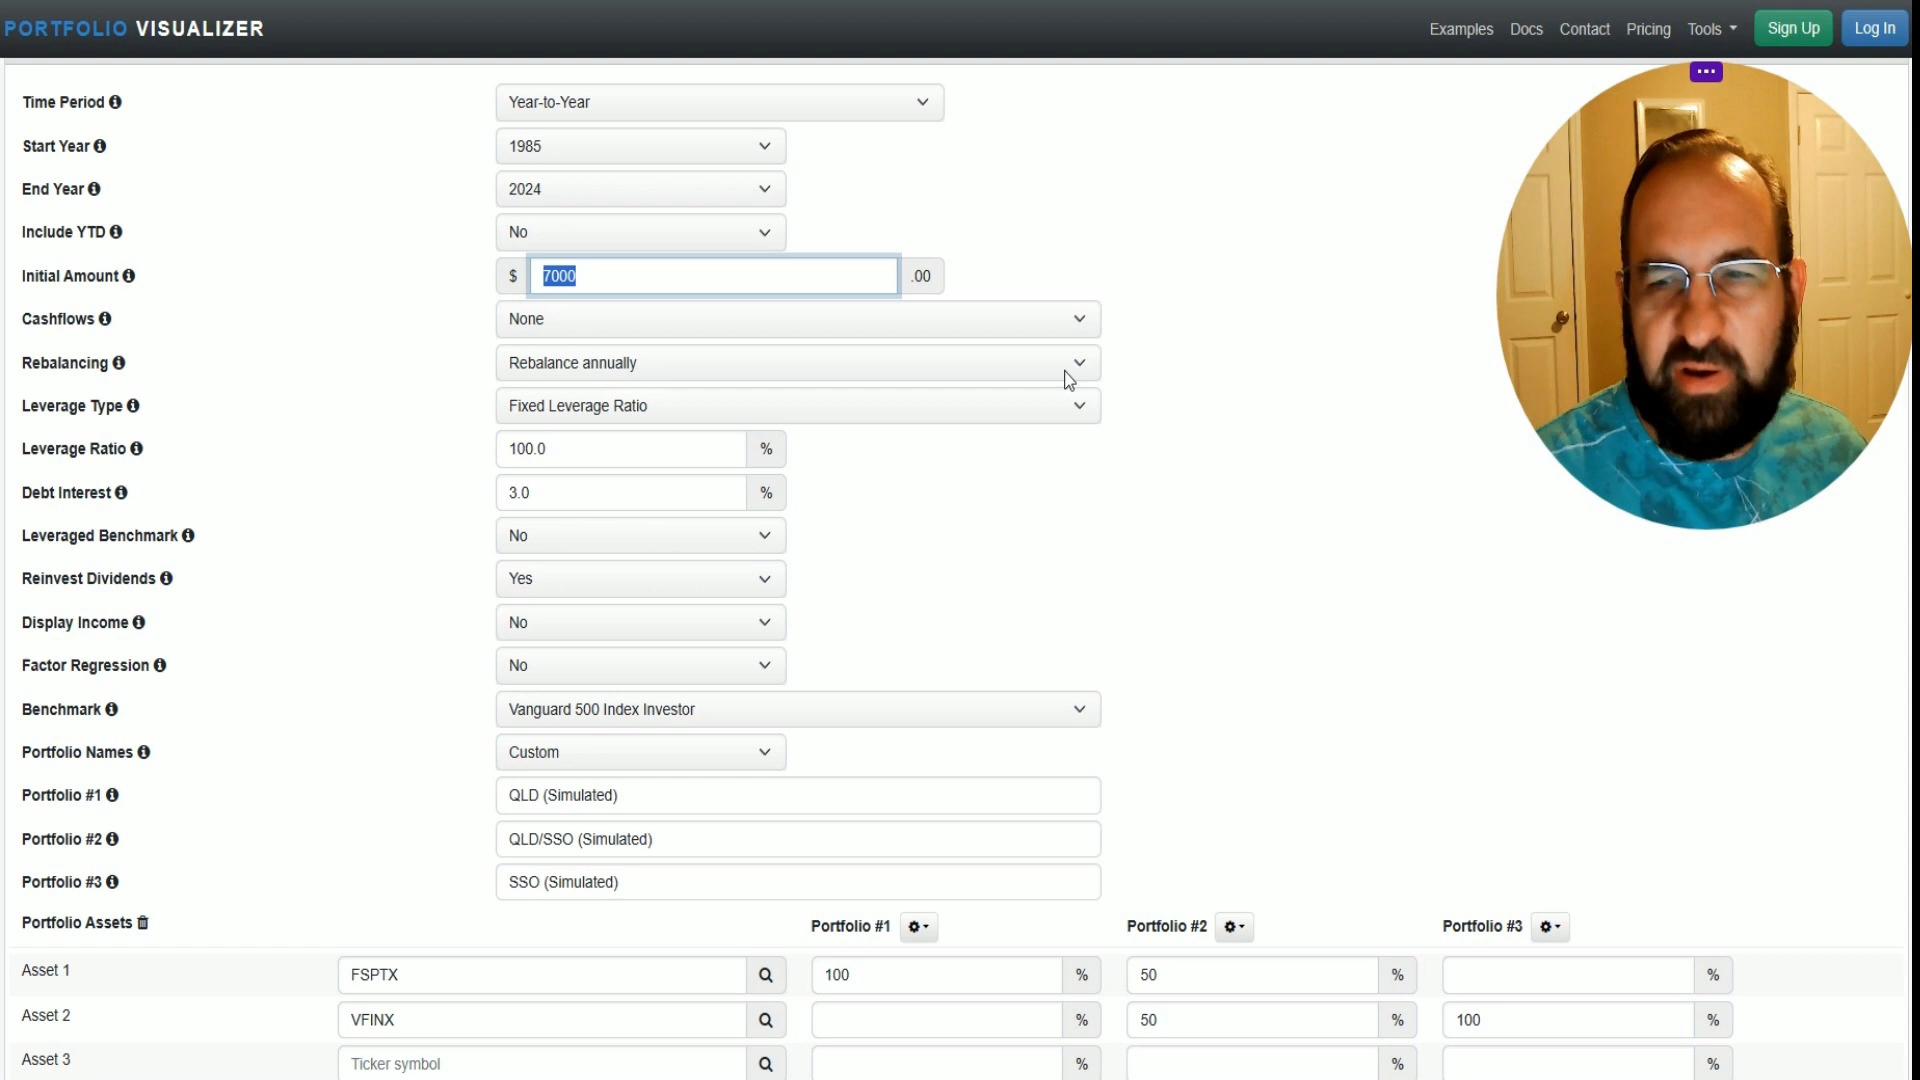 PORTFOLIO VISUALIZER Examples Docs Contact Pricing Tools Sign Up Log In
Time Period Year-to-Year
Start Year 1985
End Year 2024
Include YTD No
Initial Amount $ 7000 .00
Cashflows None
Rebalancing Rebalance annually
Leverage Type Fixed Leverage Ratio
Leverage Ratio 100.0 %
Debt Interest 3.0 %
Leveraged Benchmark No
Reinvest Dividends Yes
Display Income No
Factor Regression No
Benchmark Vanguard 500 Index Investor
Portfolio Names Custom
Portfolio #1 QLD (Simulated)
Portfolio #2 QLD/SSO (Simulated)
Portfolio #3 SSO (Simulated)
Portfolio Assets Portfolio #1 Portfolio #2 Portfolio #3
Asset 1 FSPTX 100 % 50 % %
Asset 2 VFINX % 50 % 100 %
Asset 3 Ticker symbol % % %